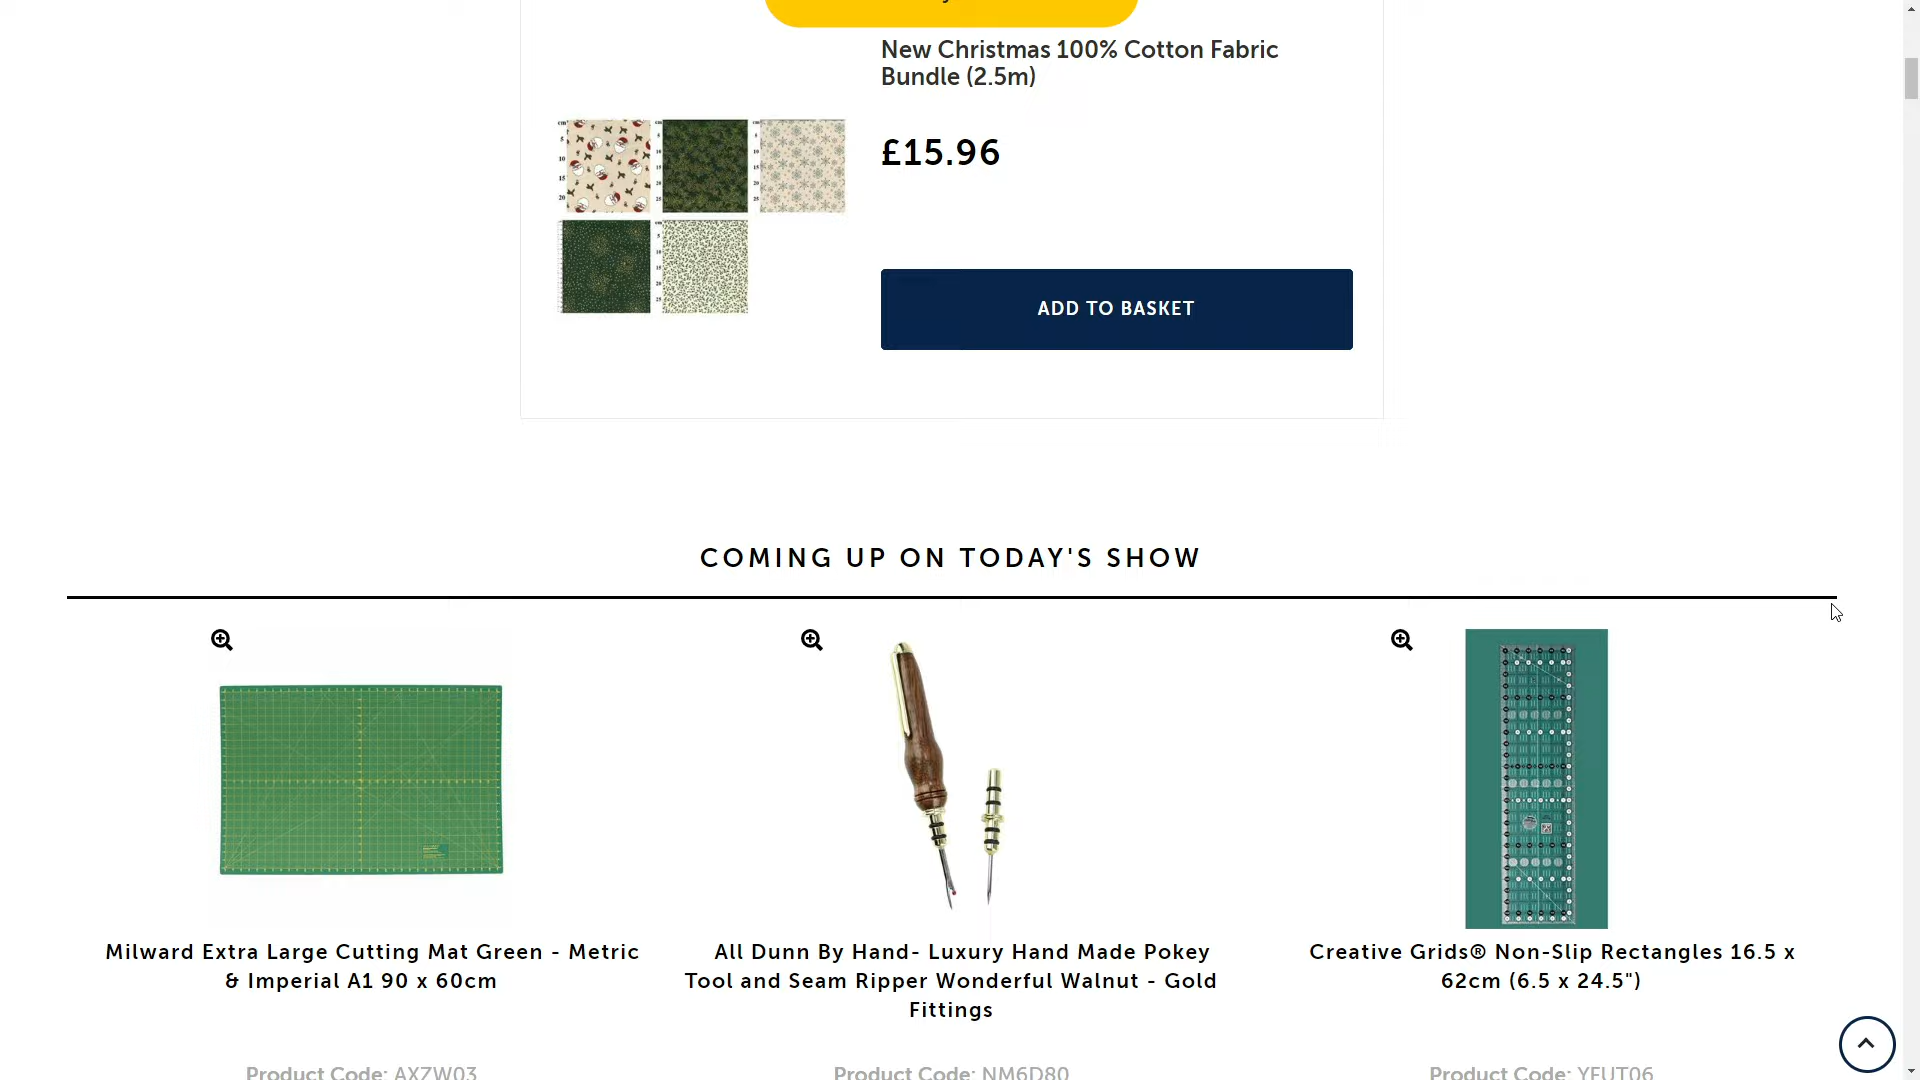 New Christmas 100% Cotton Fabric
Bundle (2.5m)
£15.96
ADD TO BASKET
COMING UP ON TODAY'S SHOW
Milward Extra Large Cutting Mat Green - Metric
& Imperial A1 90 x 60cm
All Dunn By Hand- Luxury Hand Made Pokey
Tool and Seam Ripper Wonderful Walnut - Gold
Fittings
Creative Grids® Non-Slip Rectangles 16.5 x
62cm (6.5 x 24.5")
Product Code: AXZW03
Product Code: NM6D80
Product Code: YFUT06